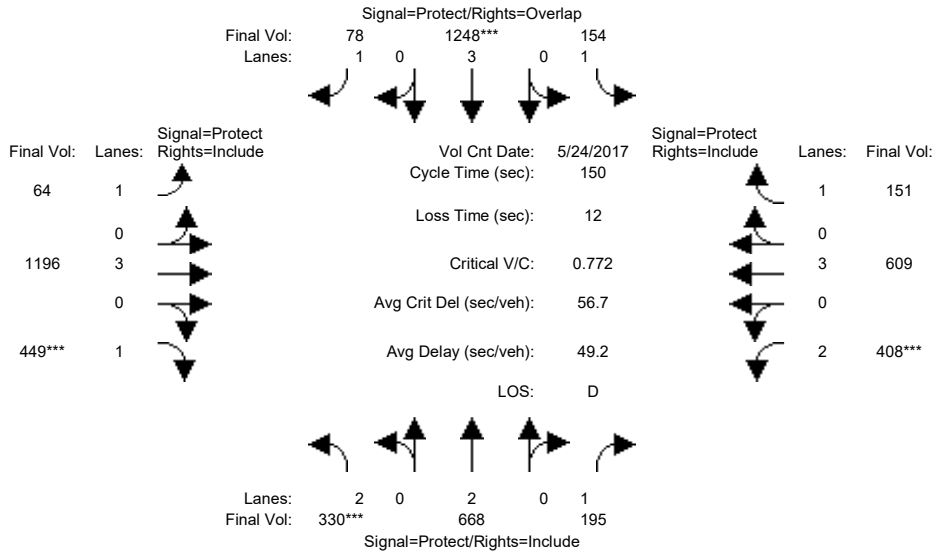 Signal=Protect/Rights=Overlap
Final Vol: 78 1248*** 154
Lanes: 1 0 3 0 1
Signal=Protect Signal=Protect
Final Vol: Lanes: Rights=Include Vol Cnt Date: 5/24/2017 Rights=Include Lanes: Final Vol:
Cycle Time (sec): 150
64 1 1 151
Loss Time (sec): 12
0 0
1196 3 Critical V/C: 0.772 3 609
0 Avg Crit Del (sec/veh): 56.7 0
449*** 1 Avg Delay (sec/veh): 49.2 2 408***
LOS: D
Lanes: 2 0 2 0 1
Final Vol: 330*** 668 195
Signal=Protect/Rights=Include